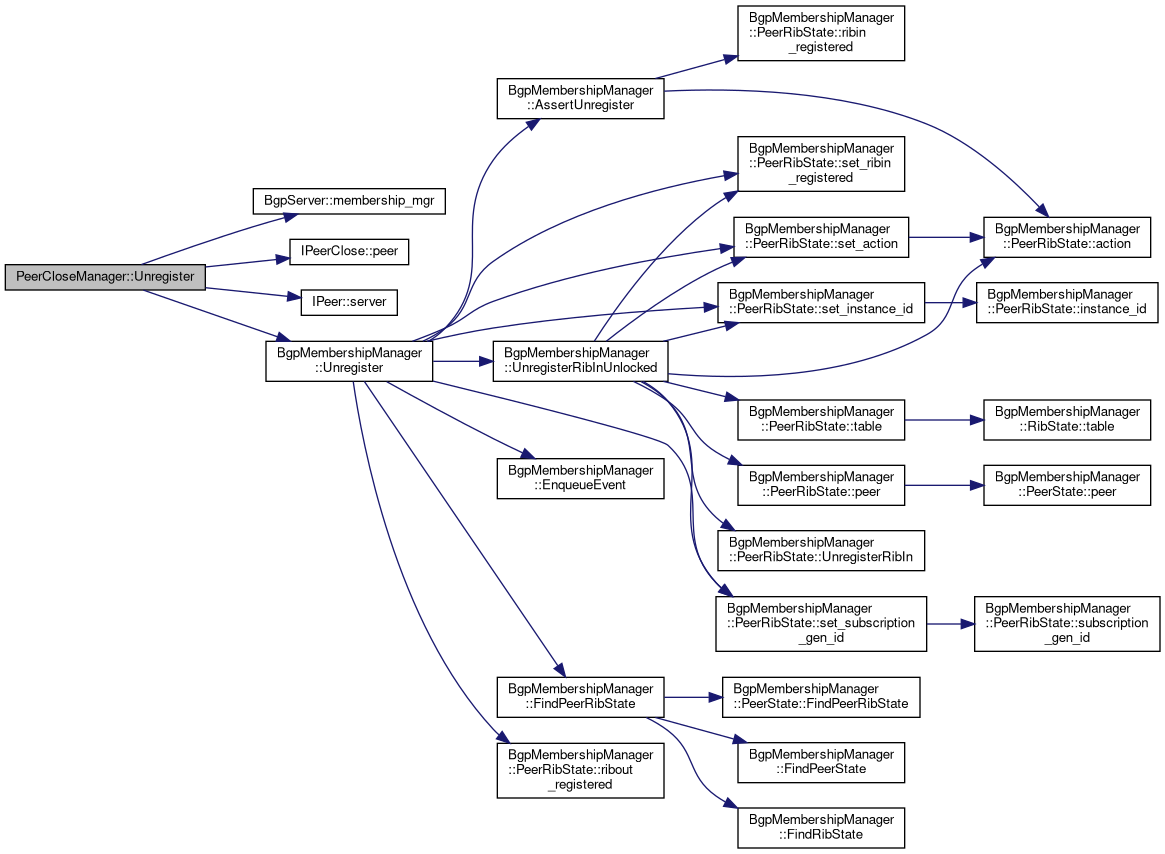 PeerCloseManager::Unregister
BgpServer::membership_mgr
IPeerClose::peer
IPeer::server
BgpMembershipManager
::Unregister
BgpMembershipManager
::AssertUnregister
BgpMembershipManager
::UnregisterRibInUnlocked
BgpMembershipManager
::EnqueueEvent
BgpMembershipManager
::FindPeerRibState
BgpMembershipManager
::PeerRibState::ribout
_registered
BgpMembershipManager
::PeerRibState::ribin
_registered
BgpMembershipManager
::PeerRibState::set_ribin
_registered
BgpMembershipManager
::PeerRibState::set_action
BgpMembershipManager
::PeerRibState::set_instance_id
BgpMembershipManager
::PeerRibState::table
BgpMembershipManager
::PeerRibState::peer
BgpMembershipManager
::PeerRibState::UnregisterRibIn
BgpMembershipManager
::PeerRibState::set_subscription
_gen_id
BgpMembershipManager
::PeerState::FindPeerRibState
BgpMembershipManager
::FindPeerState
BgpMembershipManager
::FindRibState
BgpMembershipManager
::PeerRibState::action
BgpMembershipManager
::PeerRibState::instance_id
BgpMembershipManager
::RibState::table
BgpMembershipManager
::PeerState::peer
BgpMembershipManager
::PeerRibState::subscription
_gen_id